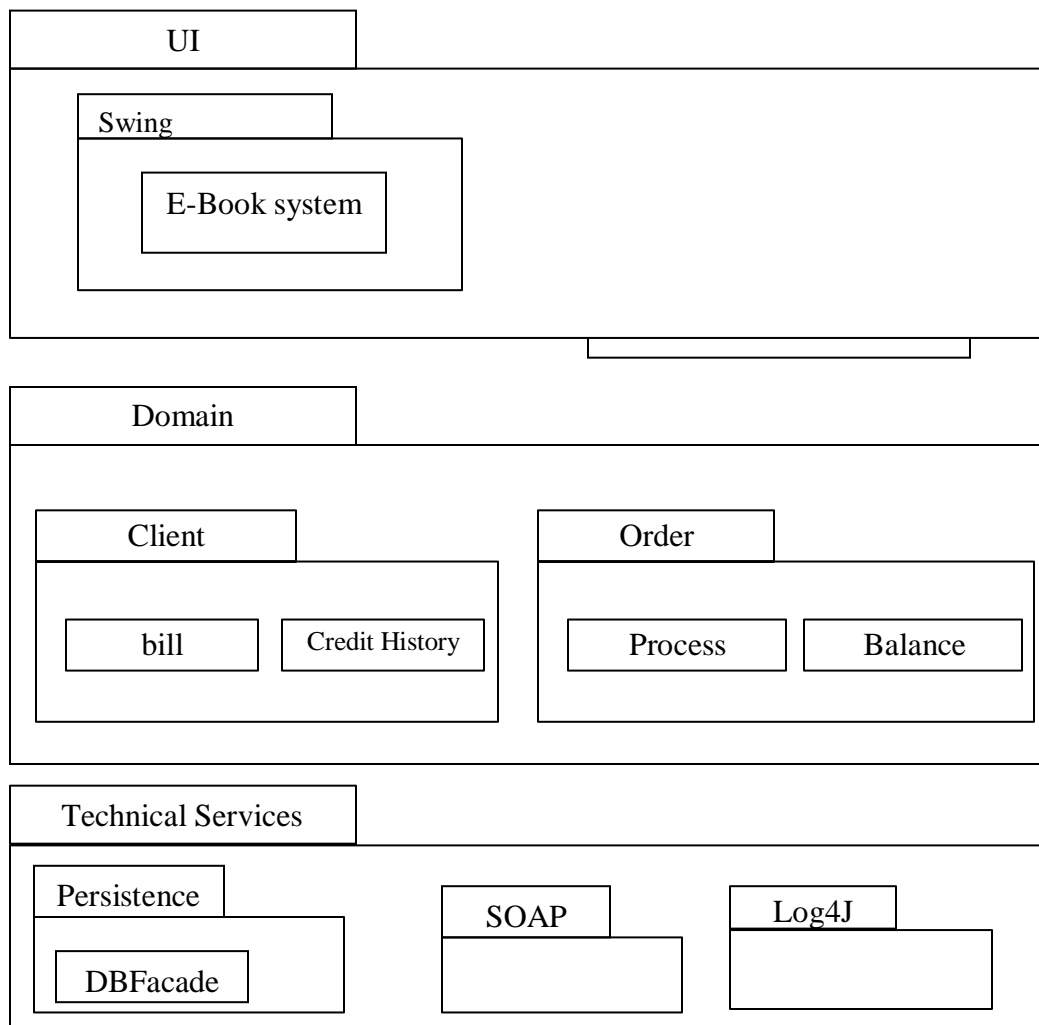 UI
Swing
E-Book system
Domain
Client
Order
bill
Credit History
Process
Balance
Technical Services
Persistence
SOAP
Log4J
DBFacade